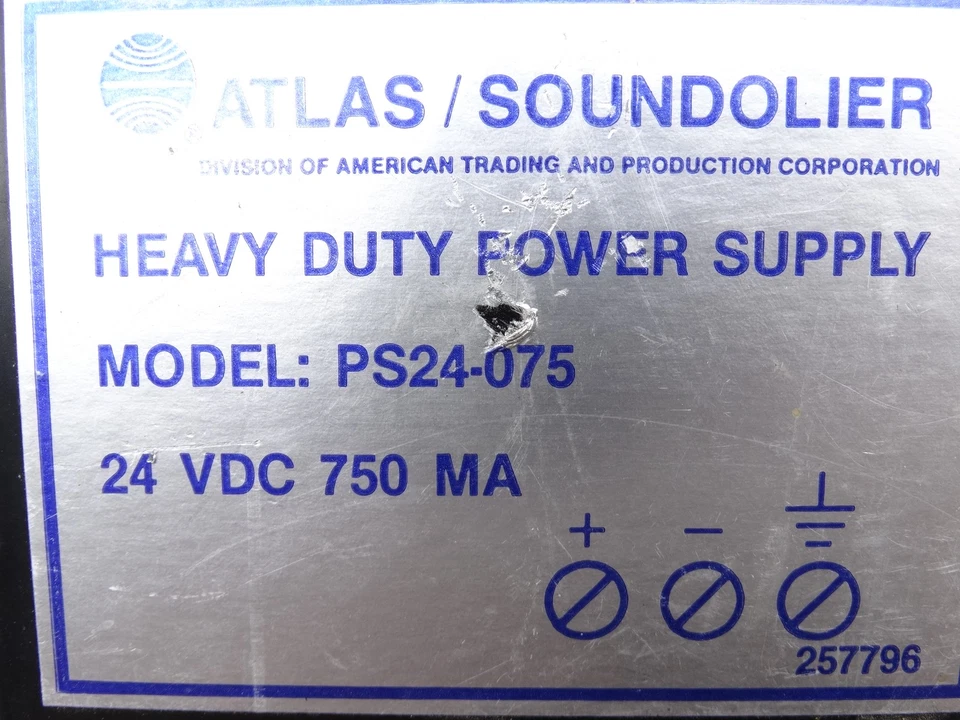 ATLAS / SOUNDOLIER
DIVISION OF AMERICAN TRADING AND PRODUCTION CORPORATION
HEAVY DUTY POWER SUPPLY
MODEL: PS24-075
24 VDC 750 MA
+ −
257796